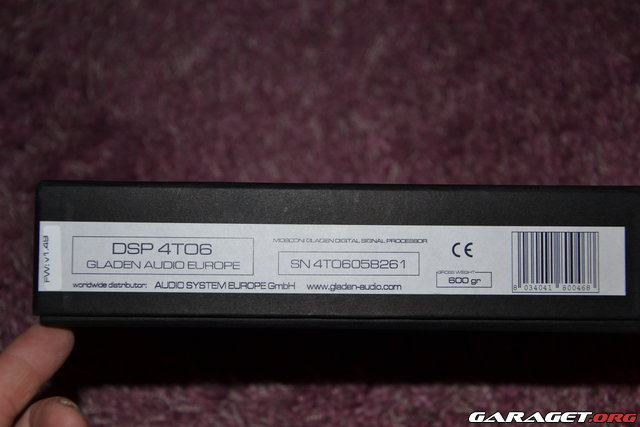 FW: v1.49
DSP 4TO6
GLADEN AUDIO EUROPE
worldwide distributor: AUDIO SYSTEM EUROPE GmbH www.gladen-audio.com
MOSCONI GLADEN DIGITAL SIGNAL PROCESSOR
SN 4TO6058261
CE
GROSS WEIGHT
600 gr
8 034041 800468
GARAGET.ORG